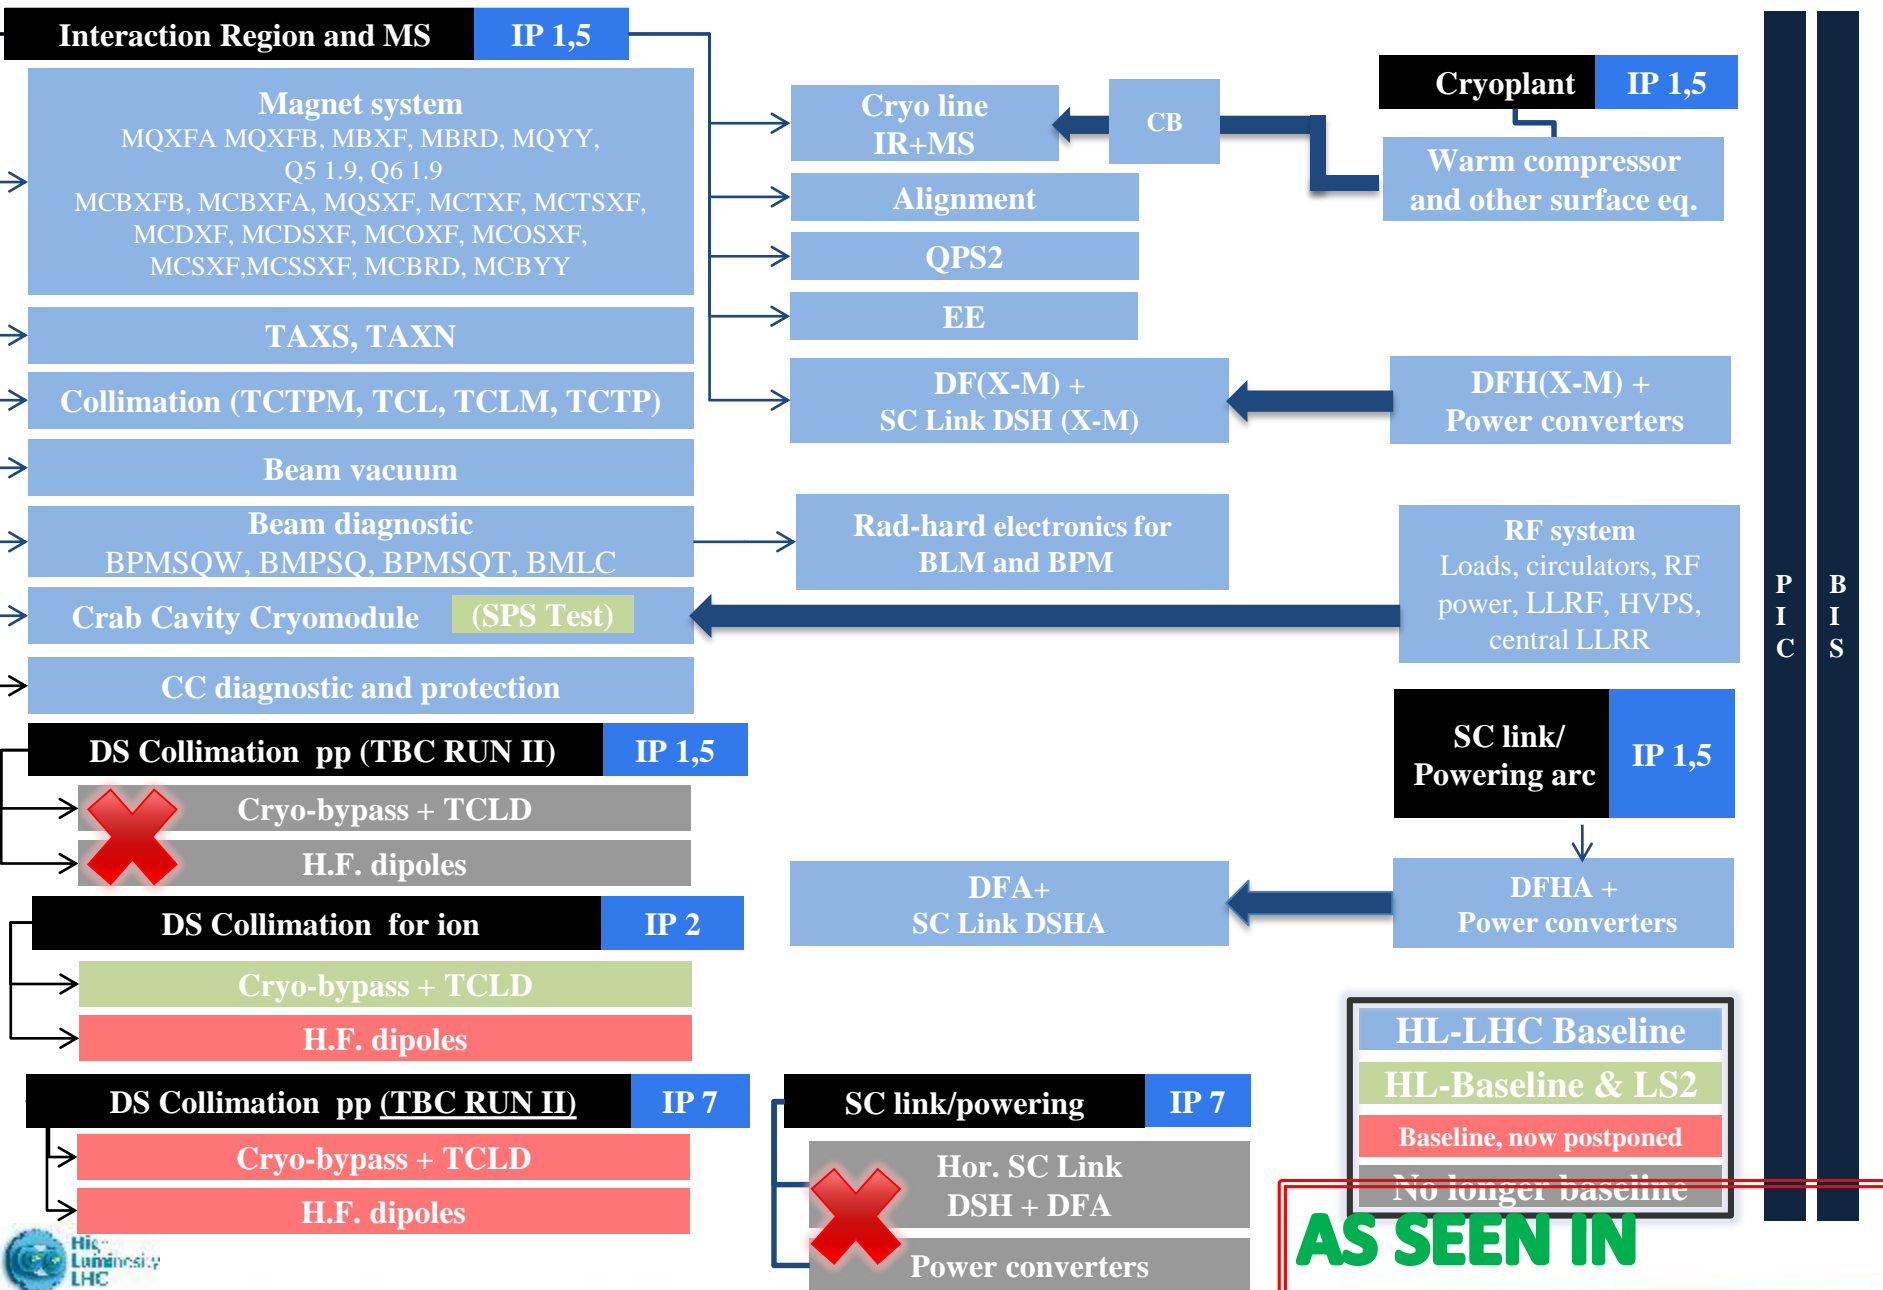 Interaction Region and MS IP 1,5
Magnet system
MQXFA MQXFB, MBXF, MBRD, MQYY,
Q5 1.9, Q6 1.9
MCBXFB, MCBXFA, MQSXF, MCTXF, MCTSXF,
MCDXF, MCDSXF, MCOXF, MCOSXF,
MCSXF,MCSSXF, MCBRD, MCBYY
TAXS, TAXN
Collimation (TCTPM, TCL, TCLM, TCTP)
Beam vacuum
Beam diagnostic
BPMSQW, BMPSQ, BPMSQT, BMLC
Crab Cavity Cryomodule (SPS Test)
CC diagnostic and protection
DS Collimation pp (TBC RUN II) IP 1,5
Cryo-bypass + TCLD
H.F. dipoles
DS Collimation for ion IP 2
Cryo-bypass + TCLD
H.F. dipoles
DS Collimation pp (TBC RUN II) IP 7
Cryo-bypass + TCLD
H.F. dipoles
Luminosity
LHC
Cryo line
IR+MS
CB
Alignment
QPS2
EE
DF(X-M) +
SC Link DSH (X-M)
Rad-hard electronics for
BLM and BPM
DFA+
SC Link DSHA
SC link/powering IP 7
Hor. SC Link
DSH + DFA
Power converters
Cryoplant IP 1,5
Warm compressor
and other surface eq.
DFH(X-M) +
Power converters
RF system
Loads, circulators, RF
power, LLRF, HVPS,
central LLRR
SC link/
Powering arc
IP 1,5
DFHA +
Power converters
HL-LHC Baseline
HL-Baseline & LS2
Baseline, now postponed
No longer baseline
AS SEEN IN
P
I
C
B
I
S